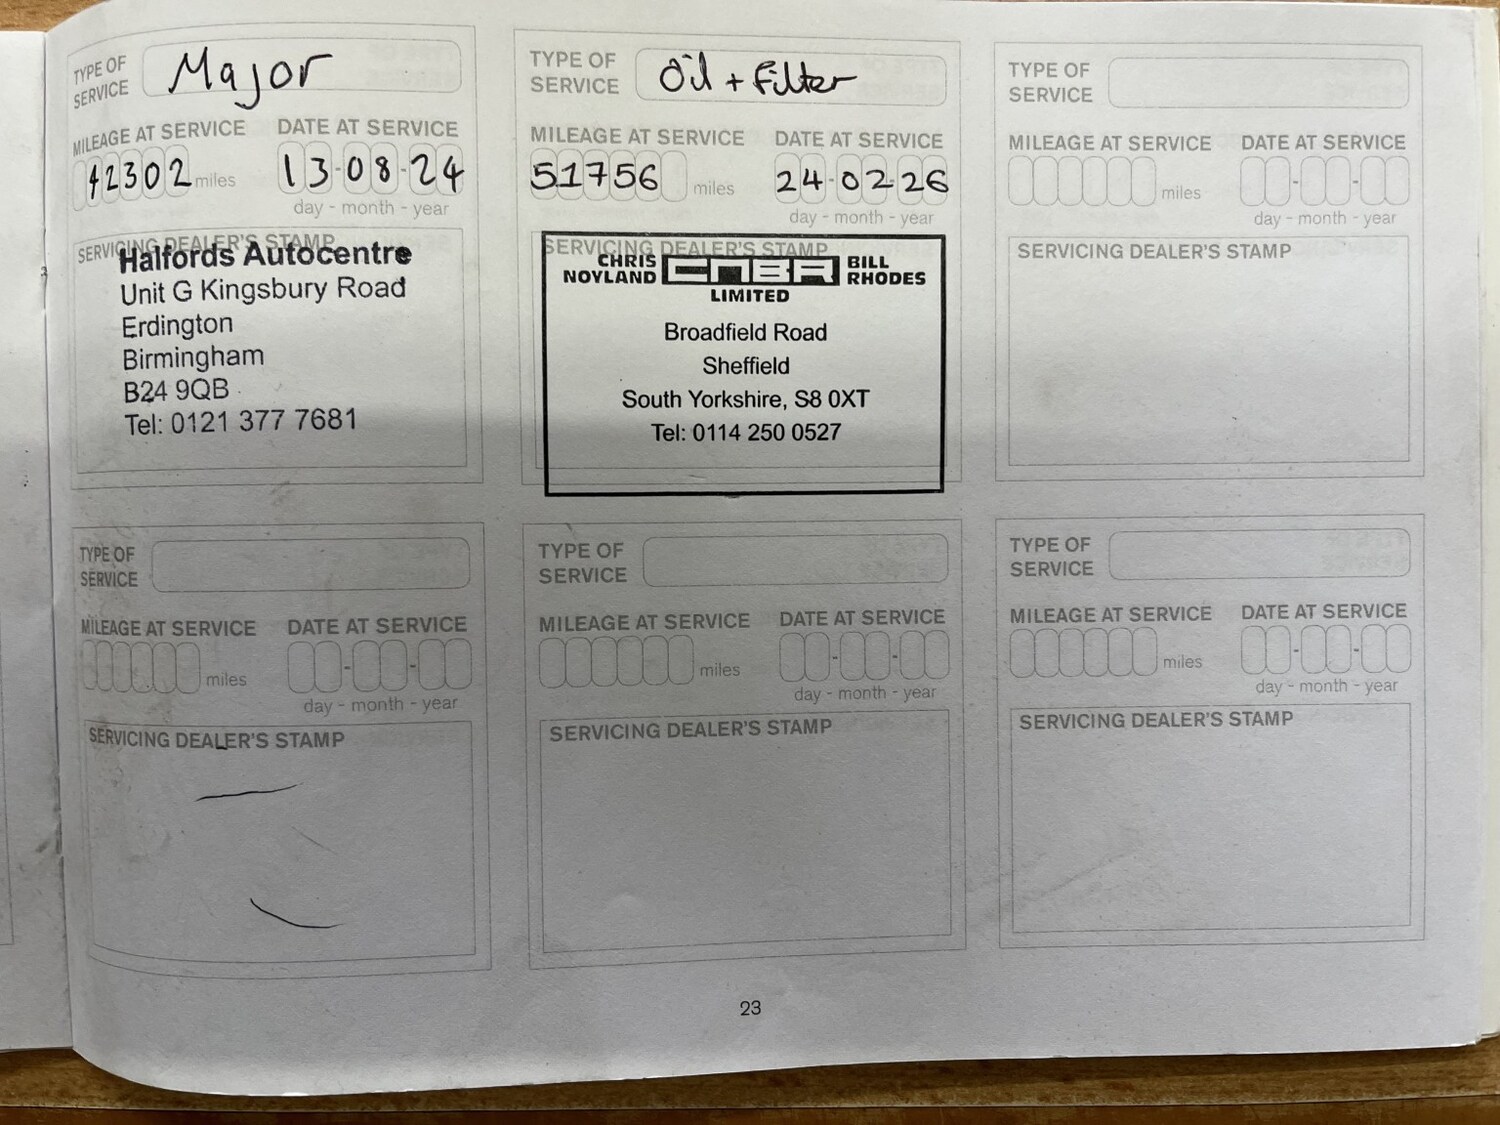 TYPE OF
SERVICE
Major
MILEAGE AT SERVICE
DATE AT SERVICE
42302 miles
13-08-24
day - month - year
SERVICING DEALER'S STAMP
Halfords Autocentre
Unit G Kingsbury Road
Erdington
Birmingham
B24 9QB
Tel: 0121 377 7681
TYPE OF
SERVICE
Oil + Filter
MILEAGE AT SERVICE
DATE AT SERVICE
51756 miles
24-02-26
day - month - year
SERVICING DEALER'S STAMP
CHRIS
NOYLAND
CNBR
BILL
RHODES
LIMITED
Broadfield Road
Sheffield
South Yorkshire, S8 0XT
Tel: 0114 250 0527
TYPE OF
SERVICE
MILEAGE AT SERVICE
DATE AT SERVICE
miles
day - month - year
SERVICING DEALER'S STAMP
TYPE OF
SERVICE
MILEAGE AT SERVICE
DATE AT SERVICE
miles
day - month - year
SERVICING DEALER'S STAMP
TYPE OF
SERVICE
MILEAGE AT SERVICE
DATE AT SERVICE
miles
day - month - year
SERVICING DEALER'S STAMP
TYPE OF
SERVICE
MILEAGE AT SERVICE
DATE AT SERVICE
miles
day - month - year
SERVICING DEALER'S STAMP
23